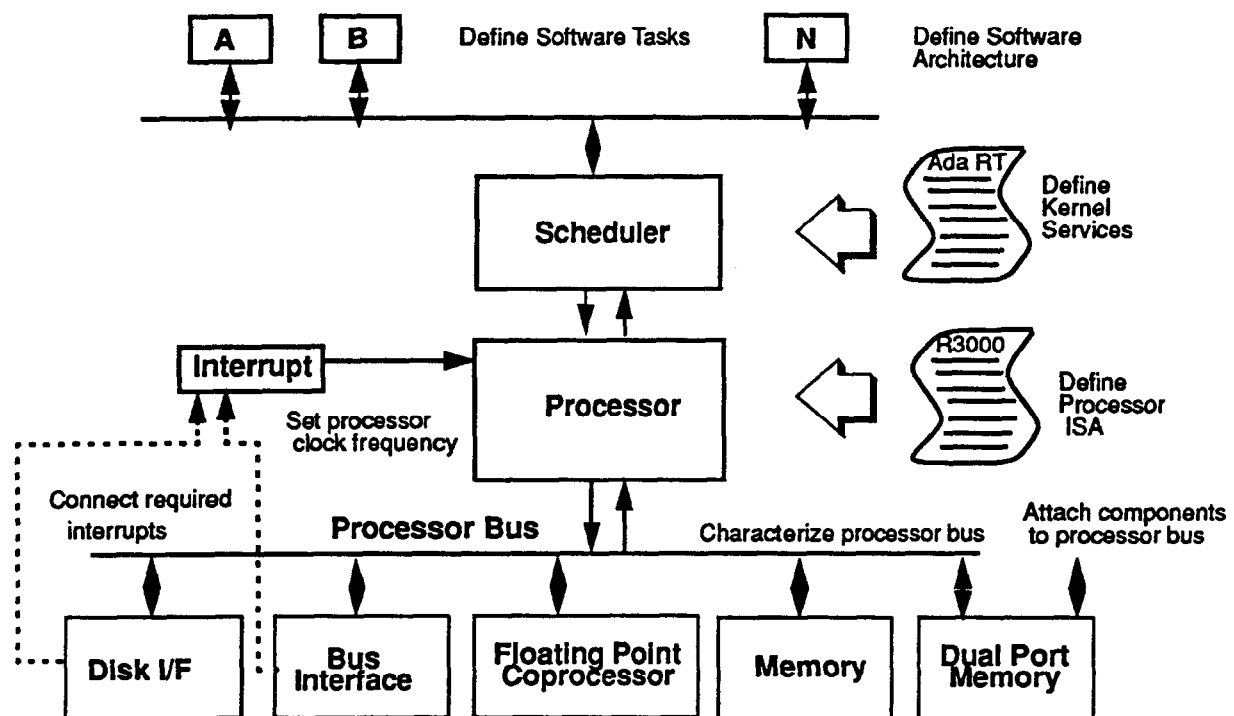 A
B
Define Software Tasks
N
Define Software
Architecture
Ada RT
Define
Kernel
Services
Scheduler
R3000
Define
Processor
ISA
Interrupt
Processor
Set processor
clock frequency
Connect required
interrupts
Processor Bus
Characterize processor bus
Attach components
to processor bus
Disk I/F
Bus
Interface
Floating Point
Coprocessor
Memory
Dual Port
Memory